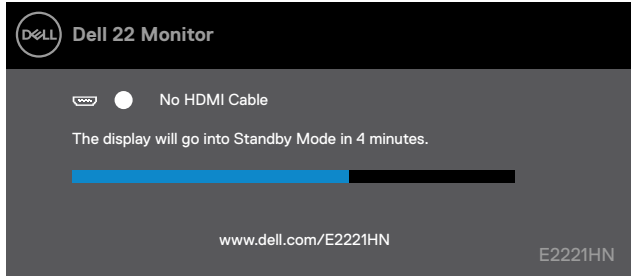 DELL Dell 22 Monitor
No HDMI Cable
The display will go into Standby Mode in 4 minutes.
www.dell.com/E2221HN
E2221HN